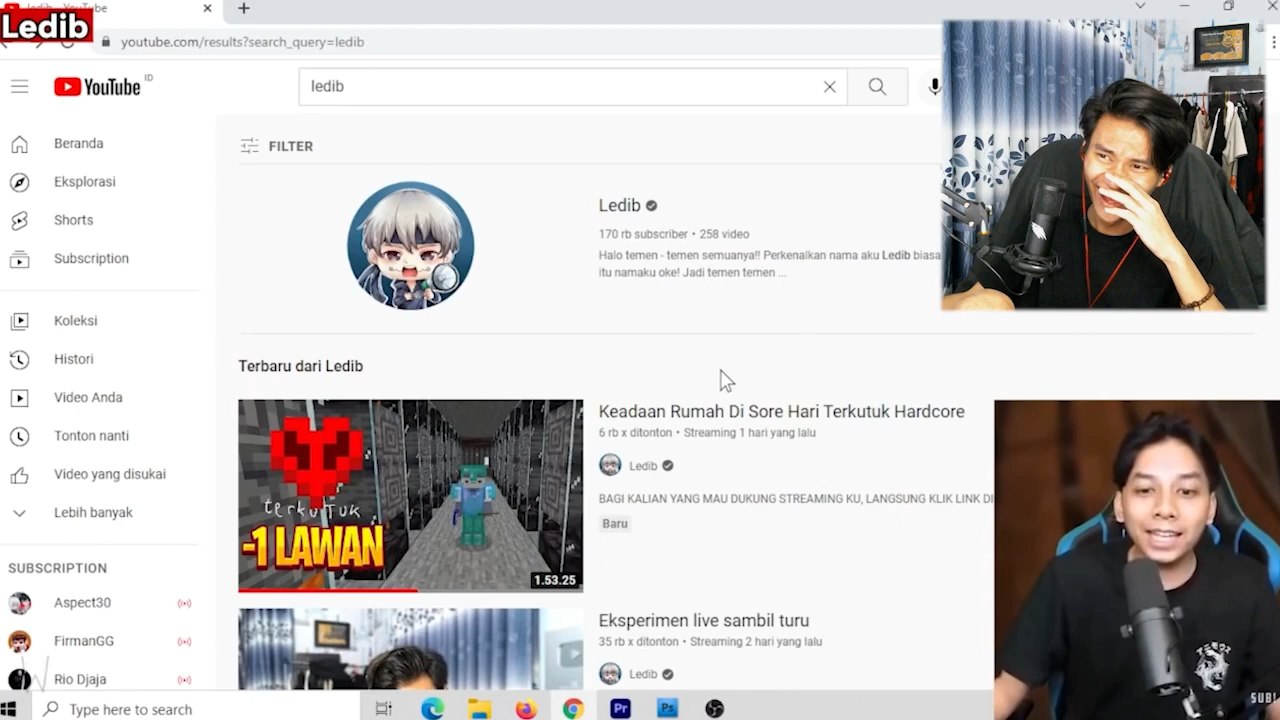 Ledib
youtube.com/results?search_query=ledib
YouTube ID
ledib
FILTER
Beranda
Eksplorasi
Shorts
Subscription
Koleksi
Histori
Video Anda
Tonton nanti
Video yang disukai
Lebih banyak
SUBSCRIPTION
Aspect30
FirmanGG
Rio Djaja
Ledib
170 rb subscriber • 258 video
Halo temen - temen semuanya!! Perkenalkan nama aku Ledib biasa
itu namaku oke! Jadi temen temen ...
Terbaru dari Ledib
terkutuk
-1 LAWAN
1.53.25
Keadaan Rumah Di Sore Hari Terkutuk Hardcore
6 rb x ditonton • Streaming 1 hari yang lalu
Ledib
BAGI KALIAN YANG MAU DUKUNG STREAMING KU, LANGSUNG KLIK LINK DI
Baru
Eksperimen live sambil turu
35 rb x ditonton • Streaming 2 hari yang lalu
Ledib
Type here to search
Pr
Ps